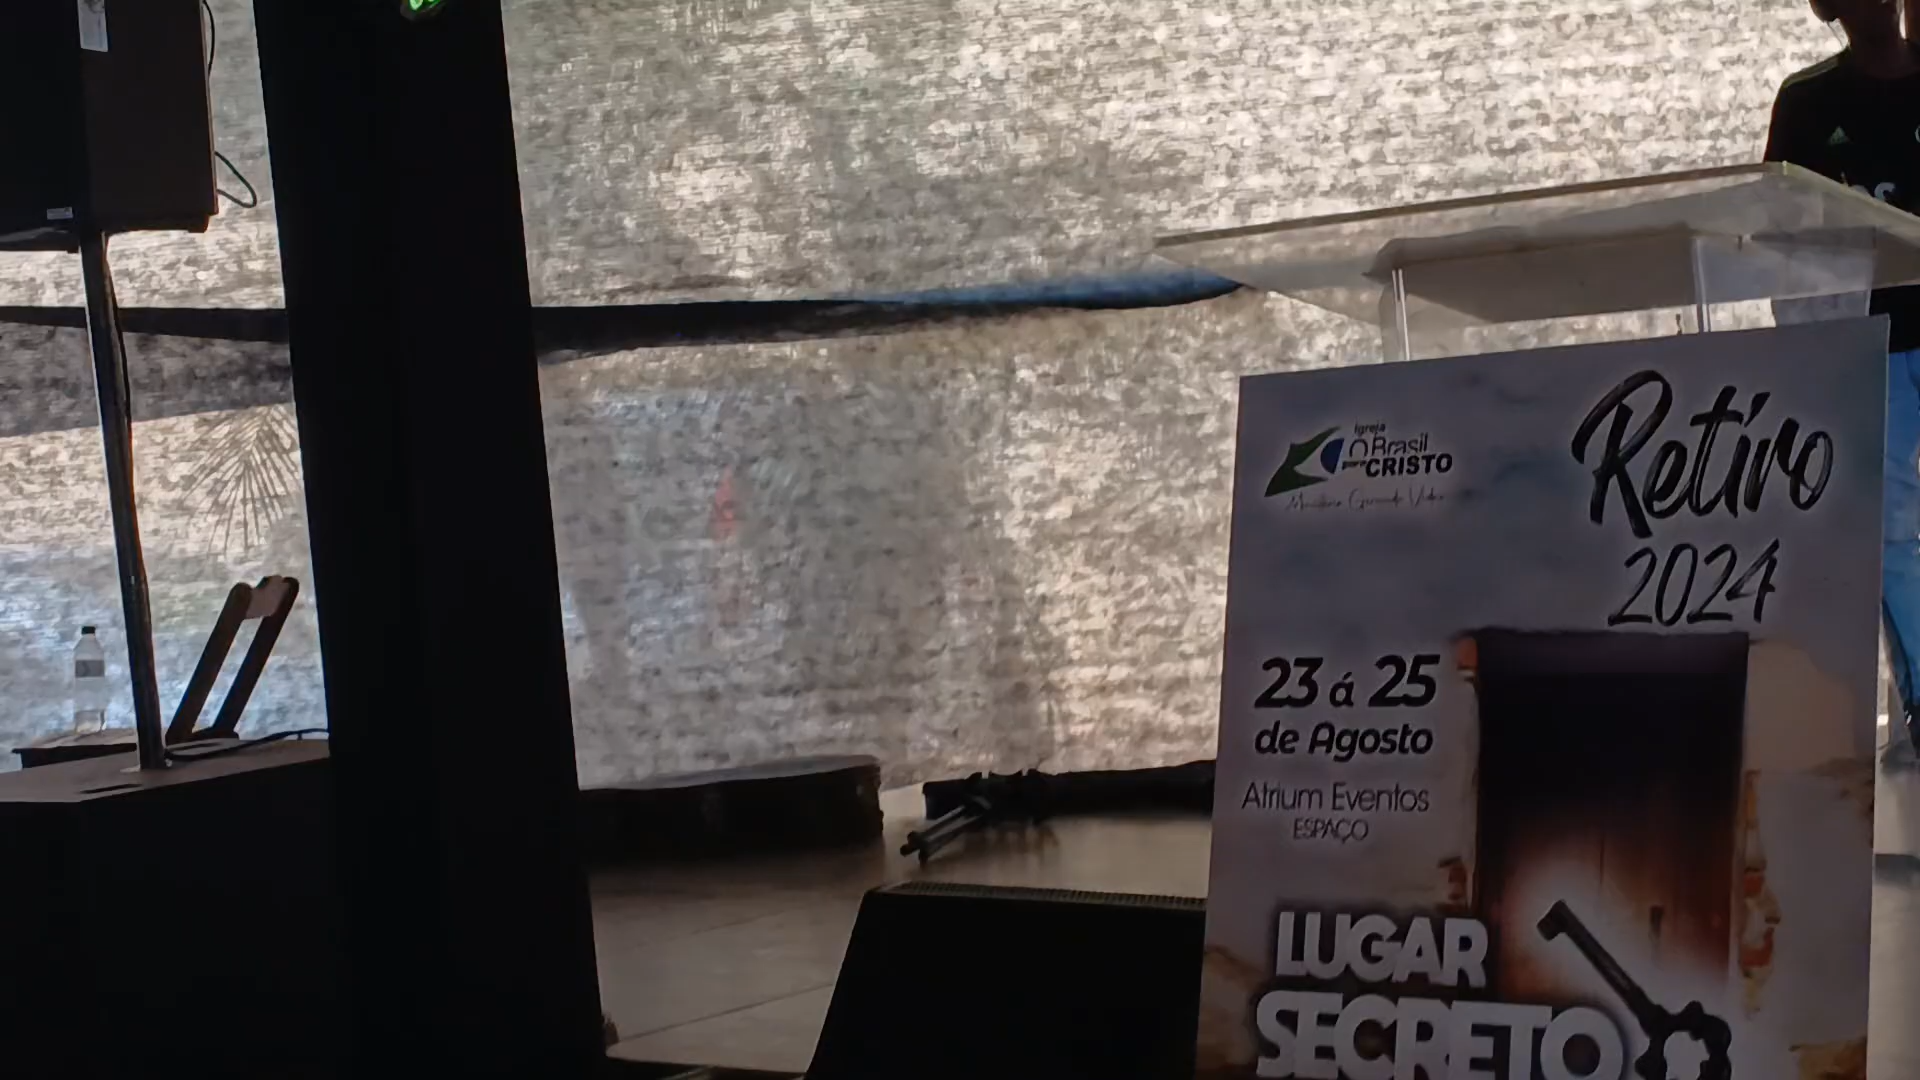 Igreja
O Brasil
para CRISTO
Retiro
2024
23 á 25
de Agosto
Atrium Eventos
ESPAÇO
LUGAR
SECRETO